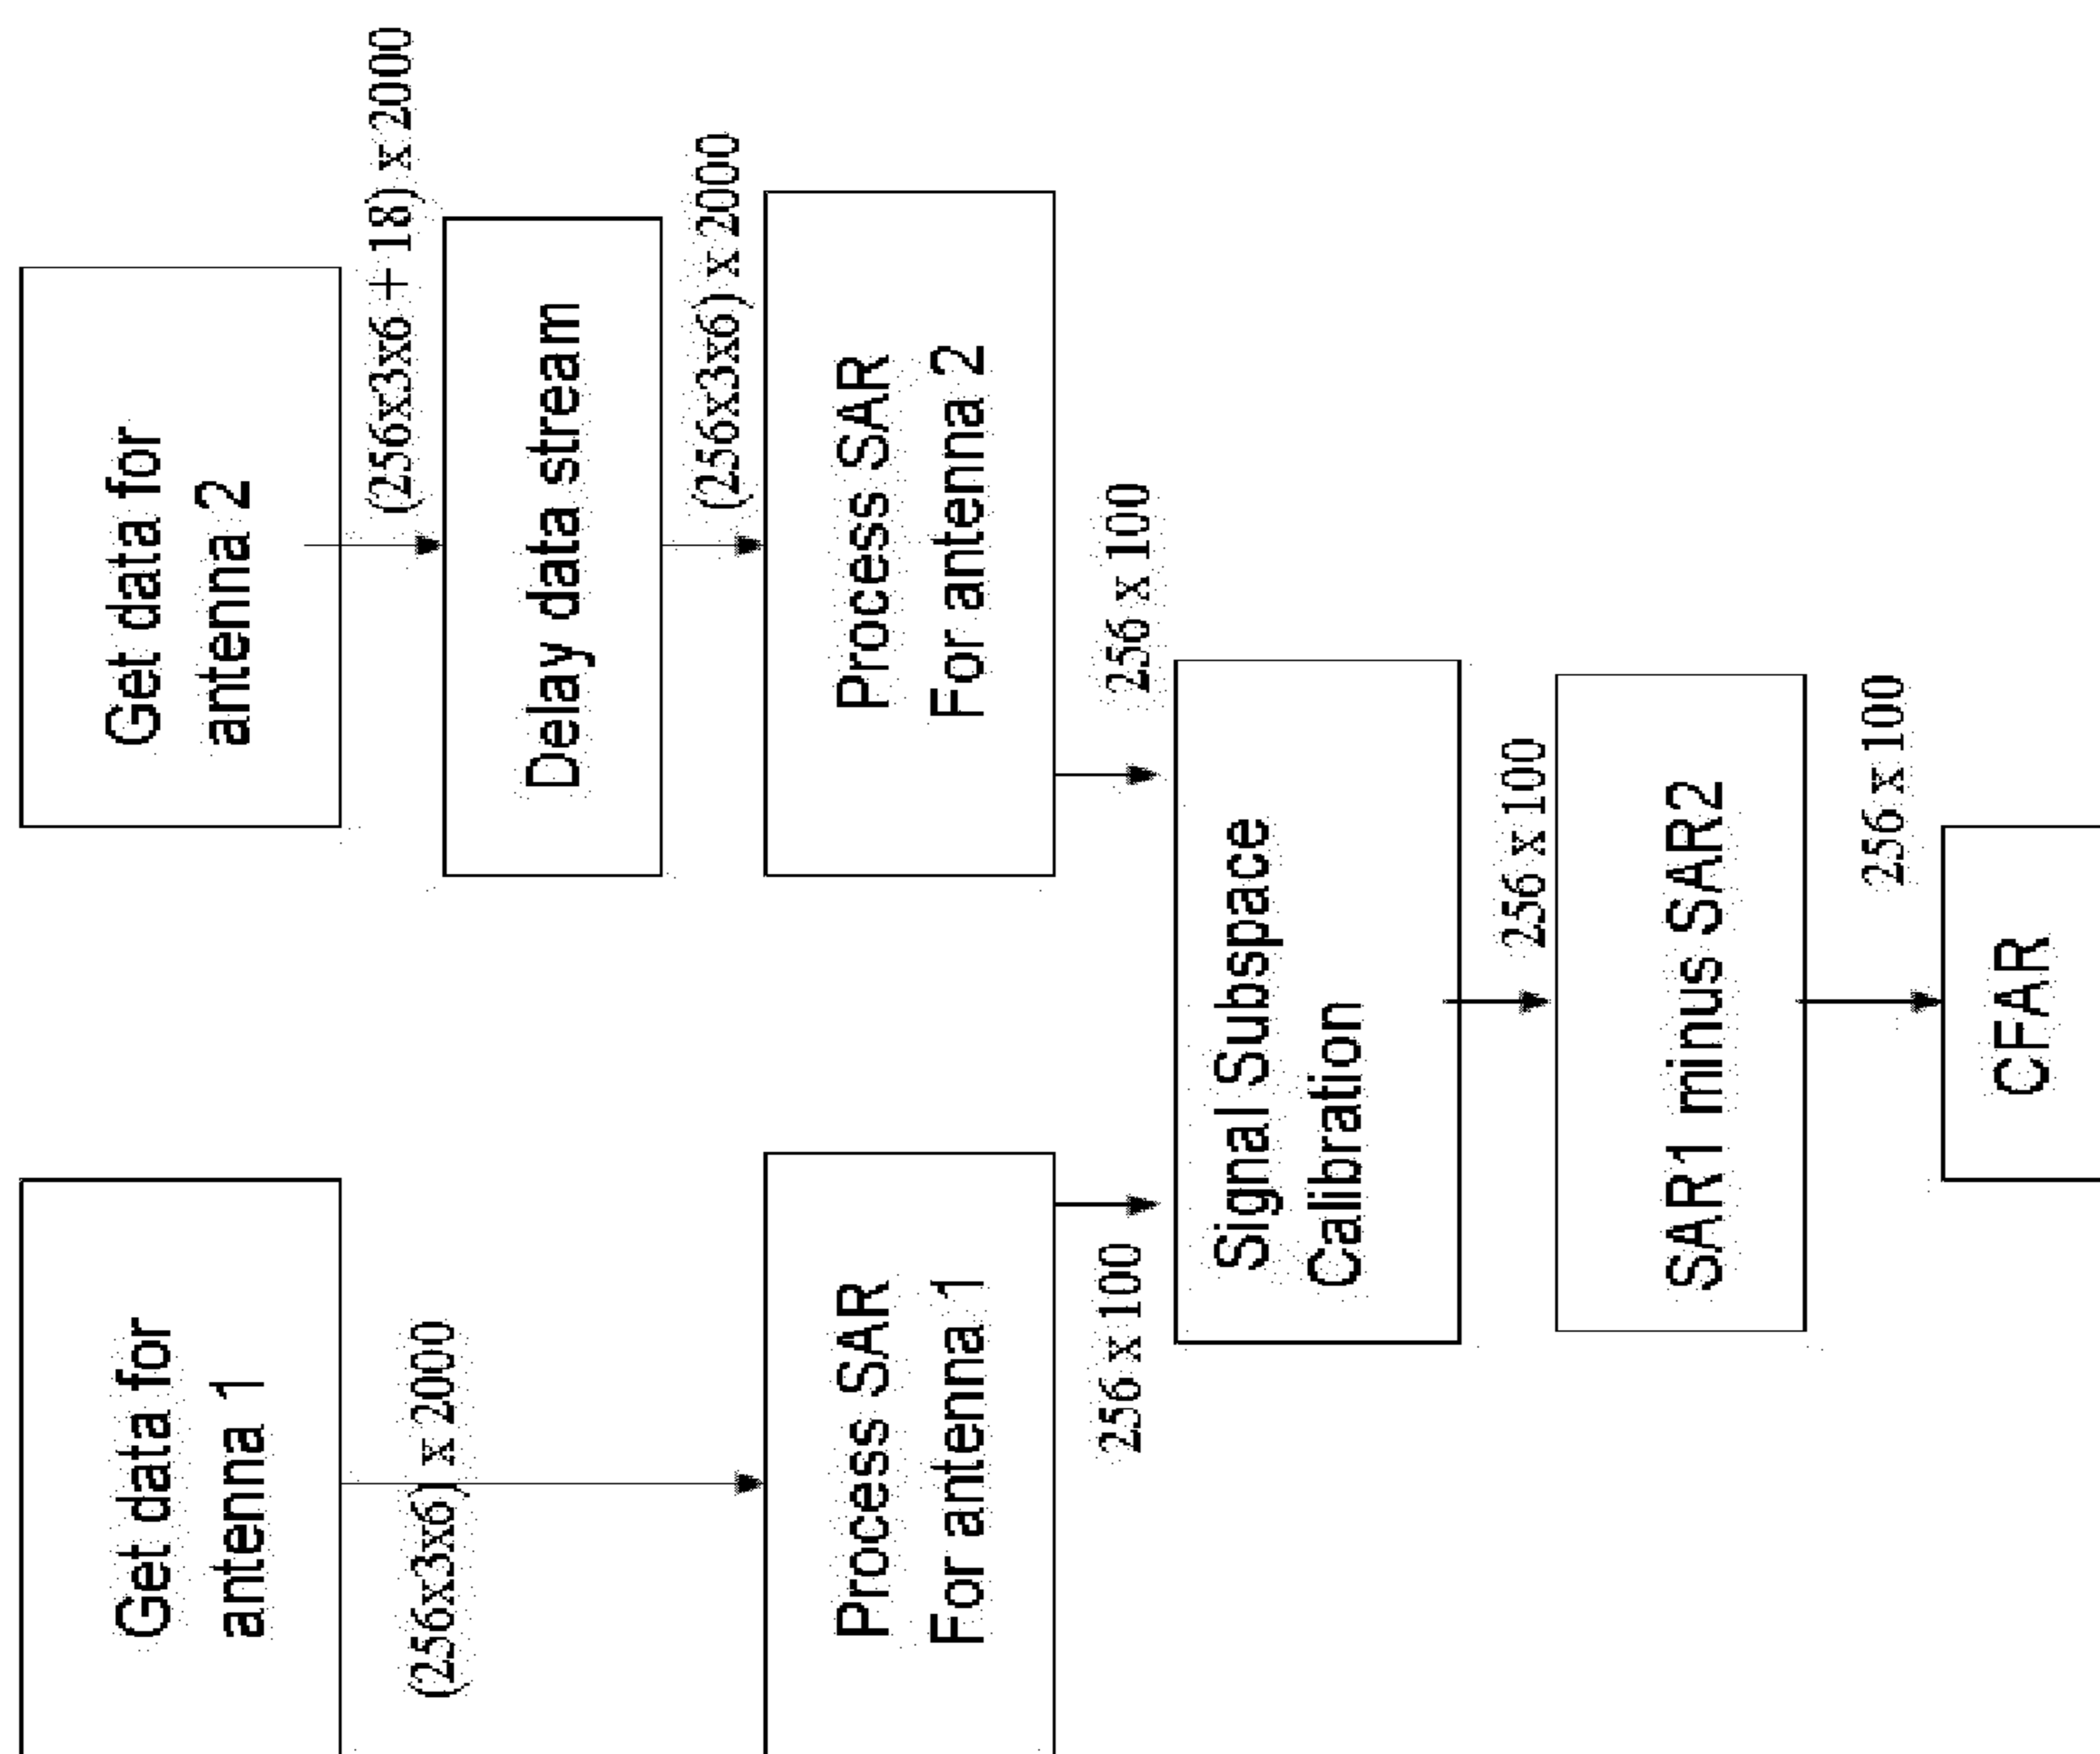 Get data for
antenna 1
(256x3x6) x 2000
Process SAR
For antenna 1
256 x 100
Get data for
antenna 2
(256x3x6 + 18) x 2000
Delay data stream
(256x3x6) x 2000
Process SAR
For antenna 2
256 x 100
Signal Subspace
Calibration
256 x 100
SAR1 minus SAR2
256 x 100
CFAR